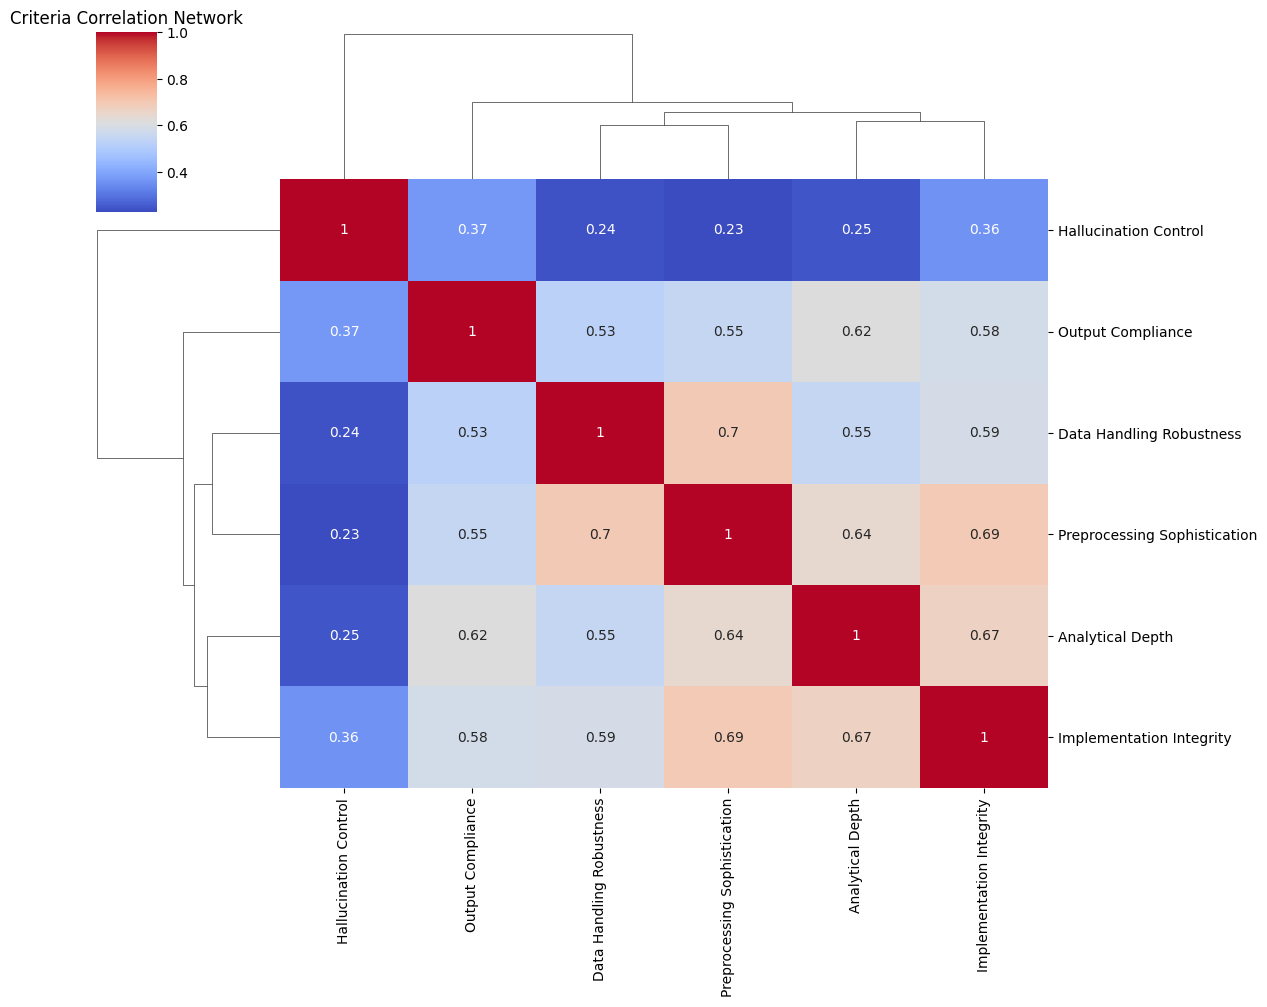 Criteria Correlation Network
1.0
0.8
0.6
0.4
1 0.37 0.24 0.23 0.25 0.36 Hallucination Control
0.37 1 0.53 0.55 0.62 0.58 Output Compliance
0.24 0.53 1 0.7 0.55 0.59 Data Handling Robustness
0.23 0.55 0.7 1 0.64 0.69 Preprocessing Sophistication
0.25 0.62 0.55 0.64 1 0.67 Analytical Depth
0.36 0.58 0.59 0.69 0.67 1 Implementation Integrity
Hallucination Control
Output Compliance
Data Handling Robustness
Preprocessing Sophistication
Analytical Depth
Implementation Integrity